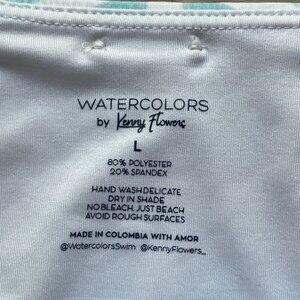 WATERCOLORS
by Kenny Flowers
L
80% POLYESTER
20% SPANDEX
HAND WASH DELICATE
DRY IN SHADE
NO BLEACH, JUST BEACH
AVOID ROUGH SURFACES
MADE IN COLOMBIA WITH AMOR
@WatercolorsSwim @KennyFlowers_